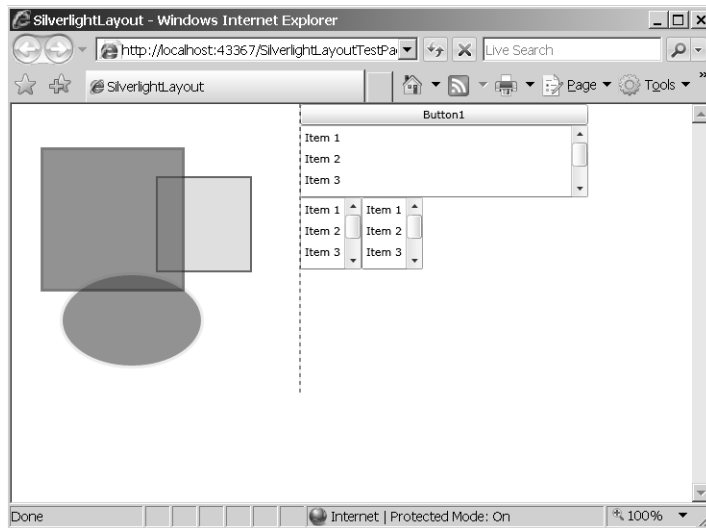 SilverlightLayout - Windows Internet Explorer
http://localhost:43367/SilverlightLayoutTestPa
Live Search
SilverlightLayout
Page
Tools
»
Button1
Item 1
Item 2
Item 3
Item 1 Item 1
Item 2 Item 2
Item 3 Item 3
Done
Internet | Protected Mode: On
100%